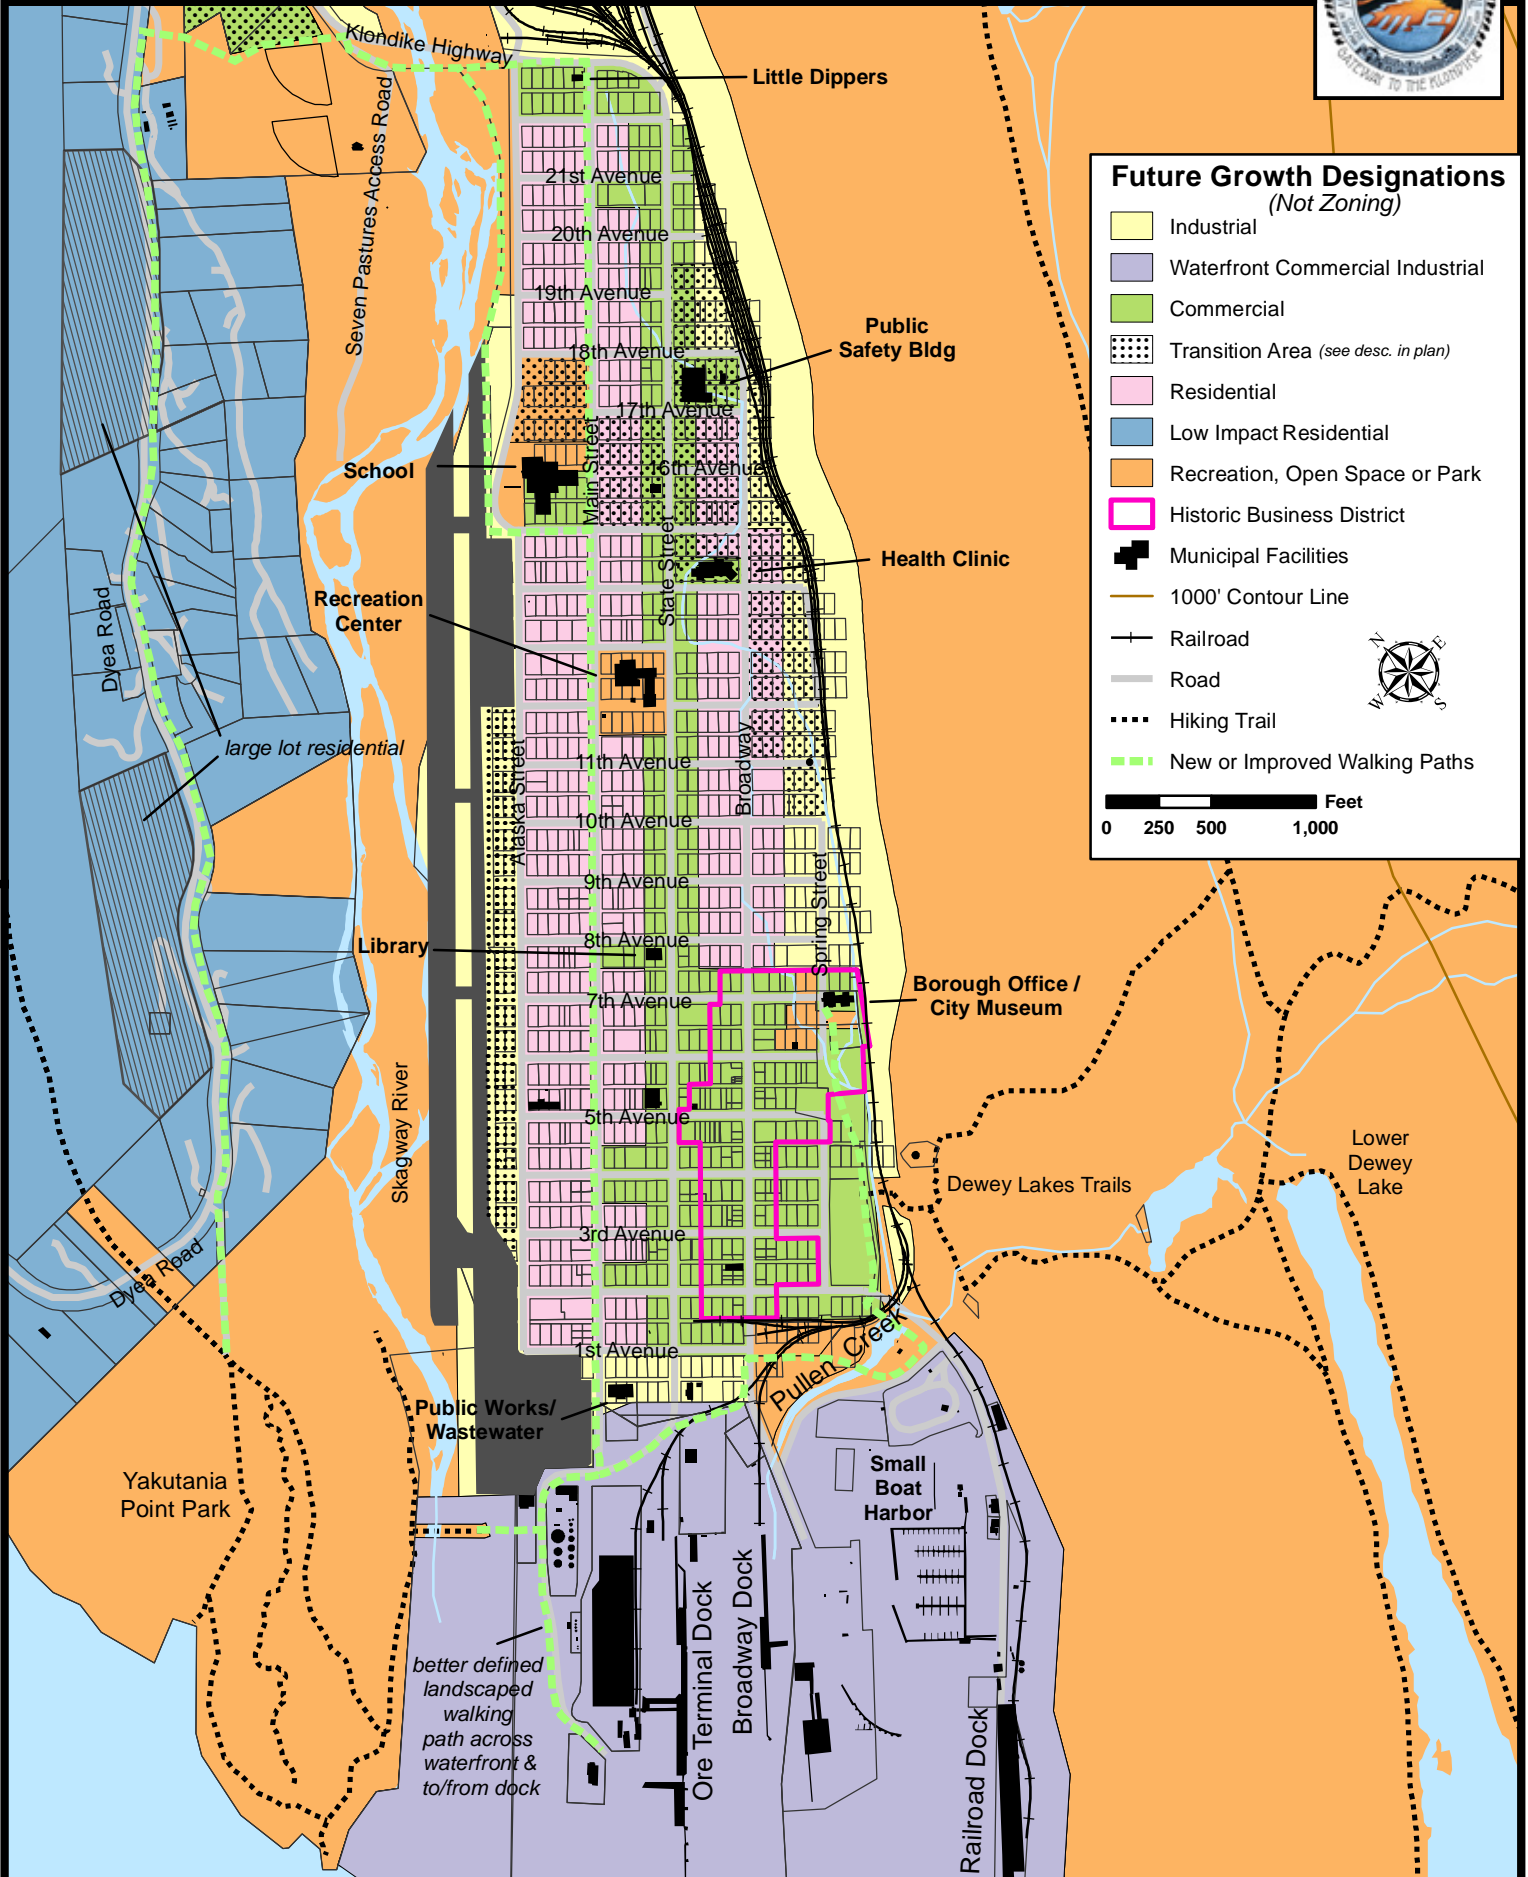 GATEWAY TO THE KLONDIKE
Klondike Highway
Little Dippers
Seven Pastures Access Road
21st Avenue
20th Avenue
19th Avenue
18th Avenue
17th Avenue
16th Avenue
Public
Safety Bldg
School
Main Street
State Street
Health Clinic
Recreation
Center
Dyea Road
large lot residential
Alaska Street
Broadway
11th Avenue
10th Avenue
9th Avenue
Spring Street
8th Avenue
Library
7th Avenue
Borough Office /
City Museum
Skagway River
5th Avenue
Dewey Lakes Trails
Lower
Dewey
Lake
3rd Avenue
Dyea Road
1st Avenue
Pullen Creek
Public Works/
Wastewater
Yakutania
Point Park
Small
Boat
Harbor
better defined
landscaped
walking
path across
waterfront &
to/from dock
Ore Terminal Dock
Broadway Dock
Railroad Dock
Future Growth Designations
(Not Zoning)
Industrial
Waterfront Commercial Industrial
Commercial
Transition Area (see desc. in plan)
Residential
Low Impact Residential
Recreation, Open Space or Park
Historic Business District
Municipal Facilities
1000' Contour Line
Railroad
Road
Hiking Trail
New or Improved Walking Paths
N
E
W
S
Feet
0 250 500 1,000